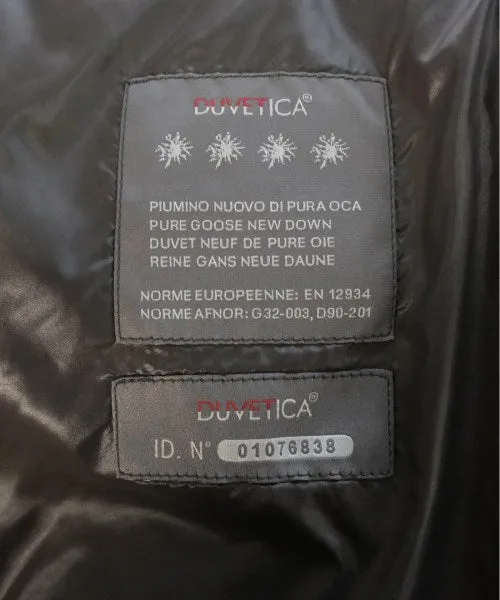 DUVETICA®
PIUMINO NUOVO DI PURA OCA
PURE GOOSE NEW DOWN
DUVET NEUF DE PURE OIE
REINE GANS NEUE DAUNE
NORME EUROPEENNE: EN 12934
NORME AFNOR: G32-003, D90-201
DUVETICA®
ID. N° 01076838